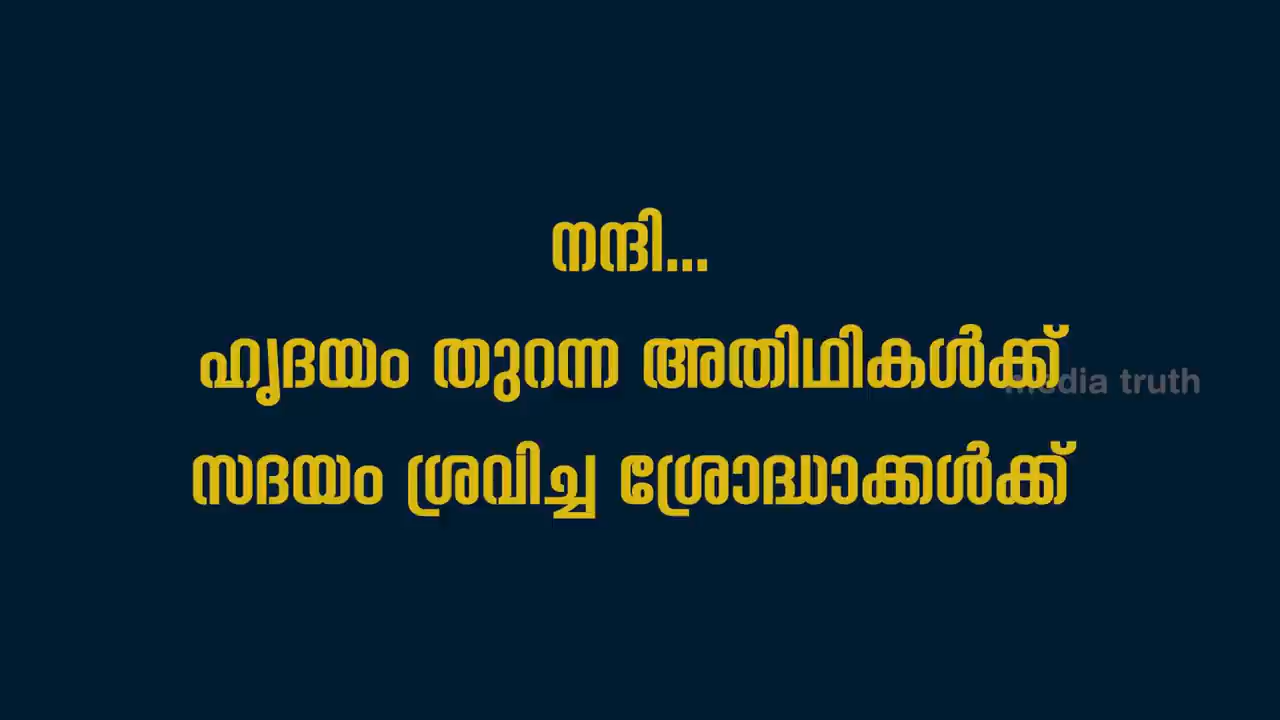 നന്ദി...
ഹൃദയം തുറന്ന അതിഥികൾക്ക്
media truth
സദയം ശ്രവിച്ച ശ്രോദ്ധാക്കൾക്ക്